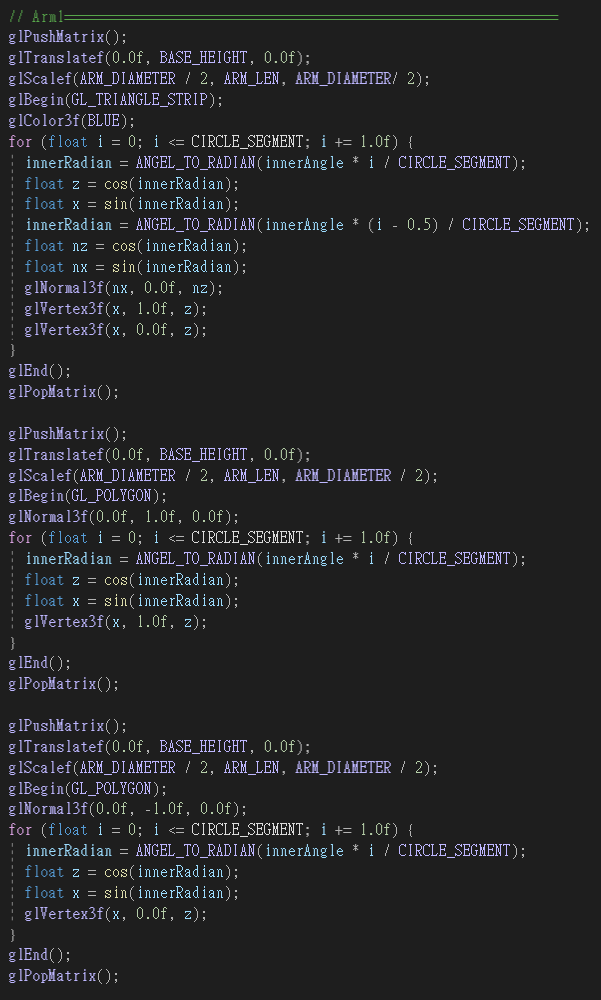 // Arm1==============================================================
glPushMatrix();
glTranslatef(0.0f, BASE_HEIGHT, 0.0f);
glScalef(ARM_DIAMETER / 2, ARM_LEN, ARM_DIAMETER/ 2);
glBegin(GL_TRIANGLE_STRIP);
glColor3f(BLUE);
for (float i = 0; i <= CIRCLE_SEGMENT; i += 1.0f) {
innerRadian = ANGEL_TO_RADIAN(innerAngle * i / CIRCLE_SEGMENT);
float z = cos(innerRadian);
float x = sin(innerRadian);
innerRadian = ANGEL_TO_RADIAN(innerAngle * (i - 0.5) / CIRCLE_SEGMENT);
float nz = cos(innerRadian);
float nx = sin(innerRadian);
glNormal3f(nx, 0.0f, nz);
glVertex3f(x, 1.0f, z);
glVertex3f(x, 0.0f, z);
}
glEnd();
glPopMatrix();

glPushMatrix();
glTranslatef(0.0f, BASE_HEIGHT, 0.0f);
glScalef(ARM_DIAMETER / 2, ARM_LEN, ARM_DIAMETER / 2);
glBegin(GL_POLYGON);
glNormal3f(0.0f, 1.0f, 0.0f);
for (float i = 0; i <= CIRCLE_SEGMENT; i += 1.0f) {
innerRadian = ANGEL_TO_RADIAN(innerAngle * i / CIRCLE_SEGMENT);
float z = cos(innerRadian);
float x = sin(innerRadian);
glVertex3f(x, 1.0f, z);
}
glEnd();
glPopMatrix();

glPushMatrix();
glTranslatef(0.0f, BASE_HEIGHT, 0.0f);
glScalef(ARM_DIAMETER / 2, ARM_LEN, ARM_DIAMETER / 2);
glBegin(GL_POLYGON);
glNormal3f(0.0f, -1.0f, 0.0f);
for (float i = 0; i <= CIRCLE_SEGMENT; i += 1.0f) {
innerRadian = ANGEL_TO_RADIAN(innerAngle * i / CIRCLE_SEGMENT);
float z = cos(innerRadian);
float x = sin(innerRadian);
glVertex3f(x, 0.0f, z);
}
glEnd();
glPopMatrix();